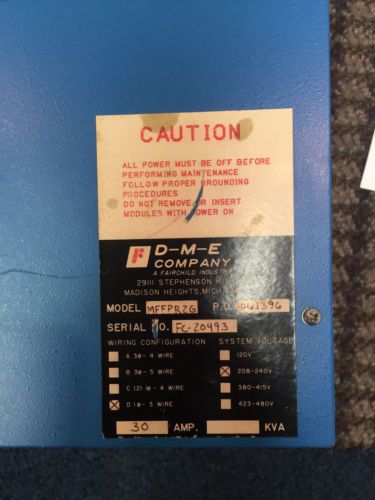 CAUTION
ALL POWER MUST BE OFF BEFORE
PERFORMING MAINTENANCE
FOLLOW PROPER GROUNDING
PROCEDURES
DO NOT REMOVE OR INSERT
MODULES WITH POWER ON
D-M-E
COMPANY
A FAIRCHILD
29111 STEPHENSON
MADISON HEIGHTS,
MODEL MFFPR2G
SERIAL NO. FC-20493
WIRING CONFIGURATION SYSTEM VOLTAGE
A 3Ø-4 WIRE 120V
B 3Ø-5 WIRE 208-240V
C (2) 1Ø-4 WIRE 380-415V
D 1Ø-3 WIRE 423-480V
30 AMP. KVA